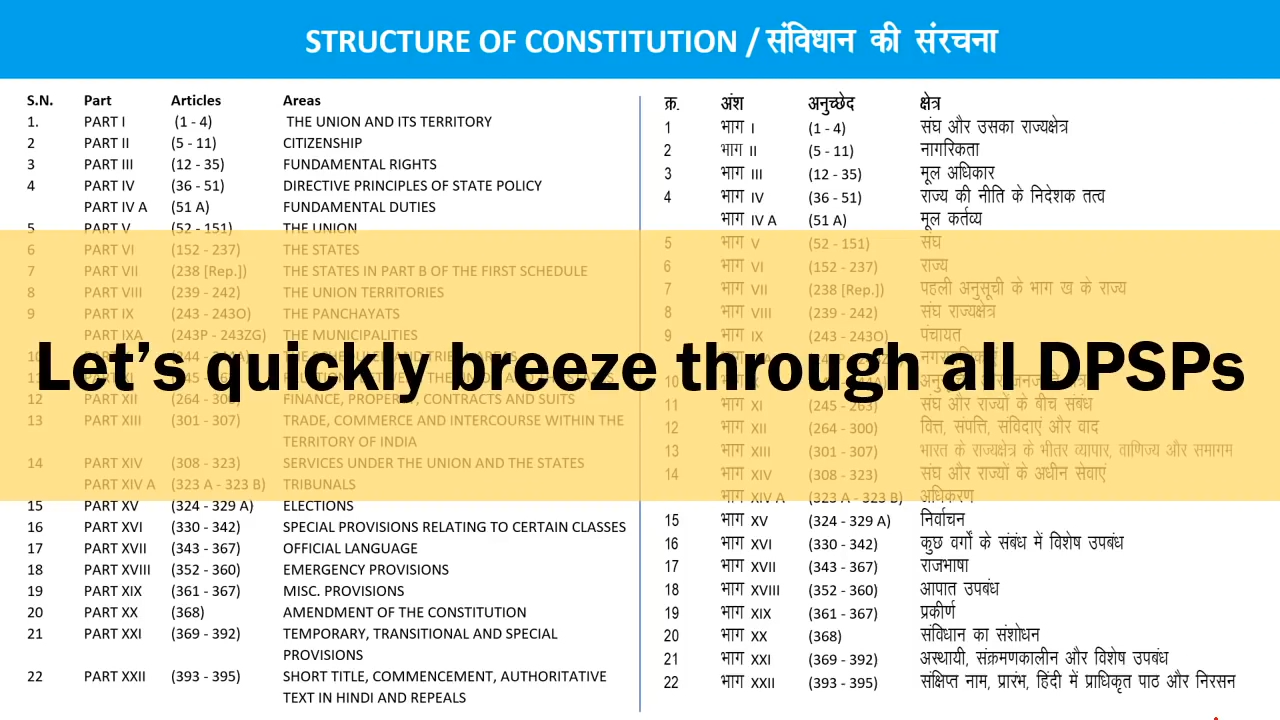 STRUCTURE OF CONSTITUTION / संविधान की संरचना
S.N. Part Articles Areas
1. PART I (1 - 4) THE UNION AND ITS TERRITORY
2 PART II (5 - 11) CITIZENSHIP
3 PART III (12 - 35) FUNDAMENTAL RIGHTS
4 PART IV (36 - 51) DIRECTIVE PRINCIPLES OF STATE POLICY
PART IV A (51 A) FUNDAMENTAL DUTIES
5 PART V (52 - 151) THE UNION
6 PART VI (152 - 237) THE STATES
7 PART VII (238 [Rep.]) THE STATES IN PART B OF THE FIRST SCHEDULE
8 PART VIII (239 - 242) THE UNION TERRITORIES
9 PART IX (243 - 243O) THE PANCHAYATS
PART IXA (243P - 243ZG) THE MUNICIPALITIES
Let's quickly breeze through all DPSPs
12 PART XII (264 - 300) FINANCE, PROPERTY, CONTRACTS AND SUITS
13 PART XIII (301 - 307) TRADE, COMMERCE AND INTERCOURSE WITHIN THE
TERRITORY OF INDIA
14 PART XIV (308 - 323) SERVICES UNDER THE UNION AND THE STATES
PART XIV A (323 A - 323 B) TRIBUNALS
15 PART XV (324 - 329 A) ELECTIONS
16 PART XVI (330 - 342) SPECIAL PROVISIONS RELATING TO CERTAIN CLASSES
17 PART XVII (343 - 367) OFFICIAL LANGUAGE
18 PART XVIII (352 - 360) EMERGENCY PROVISIONS
19 PART XIX (361 - 367) MISC. PROVISIONS
20 PART XX (368) AMENDMENT OF THE CONSTITUTION
21 PART XXI (369 - 392) TEMPORARY, TRANSITIONAL AND SPECIAL
PROVISIONS
22 PART XXII (393 - 395) SHORT TITLE, COMMENCEMENT, AUTHORITATIVE
TEXT IN HINDI AND REPEALS
क्र. अंश अनुच्छेद क्षेत्र
1 भाग I (1 - 4) संघ और उसका राज्यक्षेत्र
2 भाग II (5 - 11) नागरिकता
3 भाग III (12 - 35) मूल अधिकार
4 भाग IV (36 - 51) राज्य की नीति के निदेशक तत्व
भाग IV A (51 A) मूल कर्तव्य
5 भाग V (52 - 151) संघ
6 भाग VI (152 - 237) राज्य
7 भाग VII (238 [Rep.]) पहली अनुसूची के भाग ख के राज्य
8 भाग VIII (239 - 242) संघ राज्यक्षेत्र
9 भाग IX (243 - 243O) पंचायत
11 भाग XI (245 - 263) संघ और राज्यों के बीच संबंध
12 भाग XII (264 - 300) वित्त, संपत्ति, संविदाएं और वाद
13 भाग XIII (301 - 307) भारत के राज्यक्षेत्र के भीतर व्यापार, वाणिज्य और समागम
14 भाग XIV (308 - 323) संघ और राज्यों के अधीन सेवाएं
भाग XIV A (323 A - 323 B) अधिकरण
15 भाग XV (324 - 329 A) निर्वाचन
16 भाग XVI (330 - 342) कुछ वर्गों के संबंध में विशेष उपबंध
17 भाग XVII (343 - 367) राजभाषा
18 भाग XVIII (352 - 360) आपात उपबंध
19 भाग XIX (361 - 367) प्रकीर्ण
20 भाग XX (368) संविधान का संशोधन
21 भाग XXI (369 - 392) अस्थायी, संक्रमणकालीन और विशेष उपबंध
22 भाग XXII (393 - 395) संक्षिप्त नाम, प्रारंभ, हिंदी में प्राधिकृत पाठ और निरसन